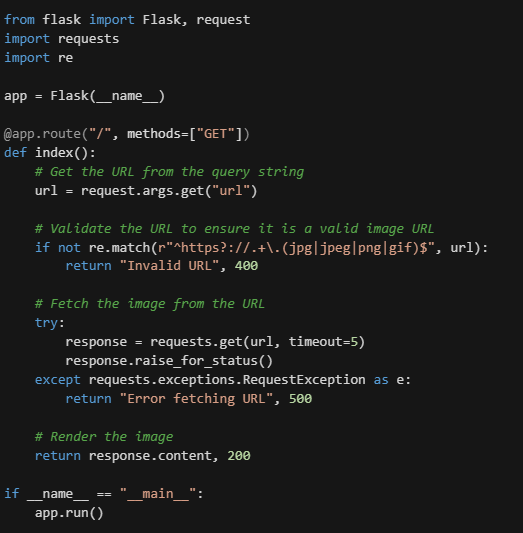 from flask import Flask, request
import requests
import re

app = Flask(__name__)

@app.route("/", methods=["GET"])
def index():
    # Get the URL from the query string
    url = request.args.get("url")

    # Validate the URL to ensure it is a valid image URL
    if not re.match(r"^https?://.+\.(jpg|jpeg|png|gif)$", url):
        return "Invalid URL", 400

    # Fetch the image from the URL
    try:
        response = requests.get(url, timeout=5)
        response.raise_for_status()
    except requests.exceptions.RequestException as e:
        return "Error fetching URL", 500

    # Render the image
    return response.content, 200

if __name__ == "__main__":
    app.run()